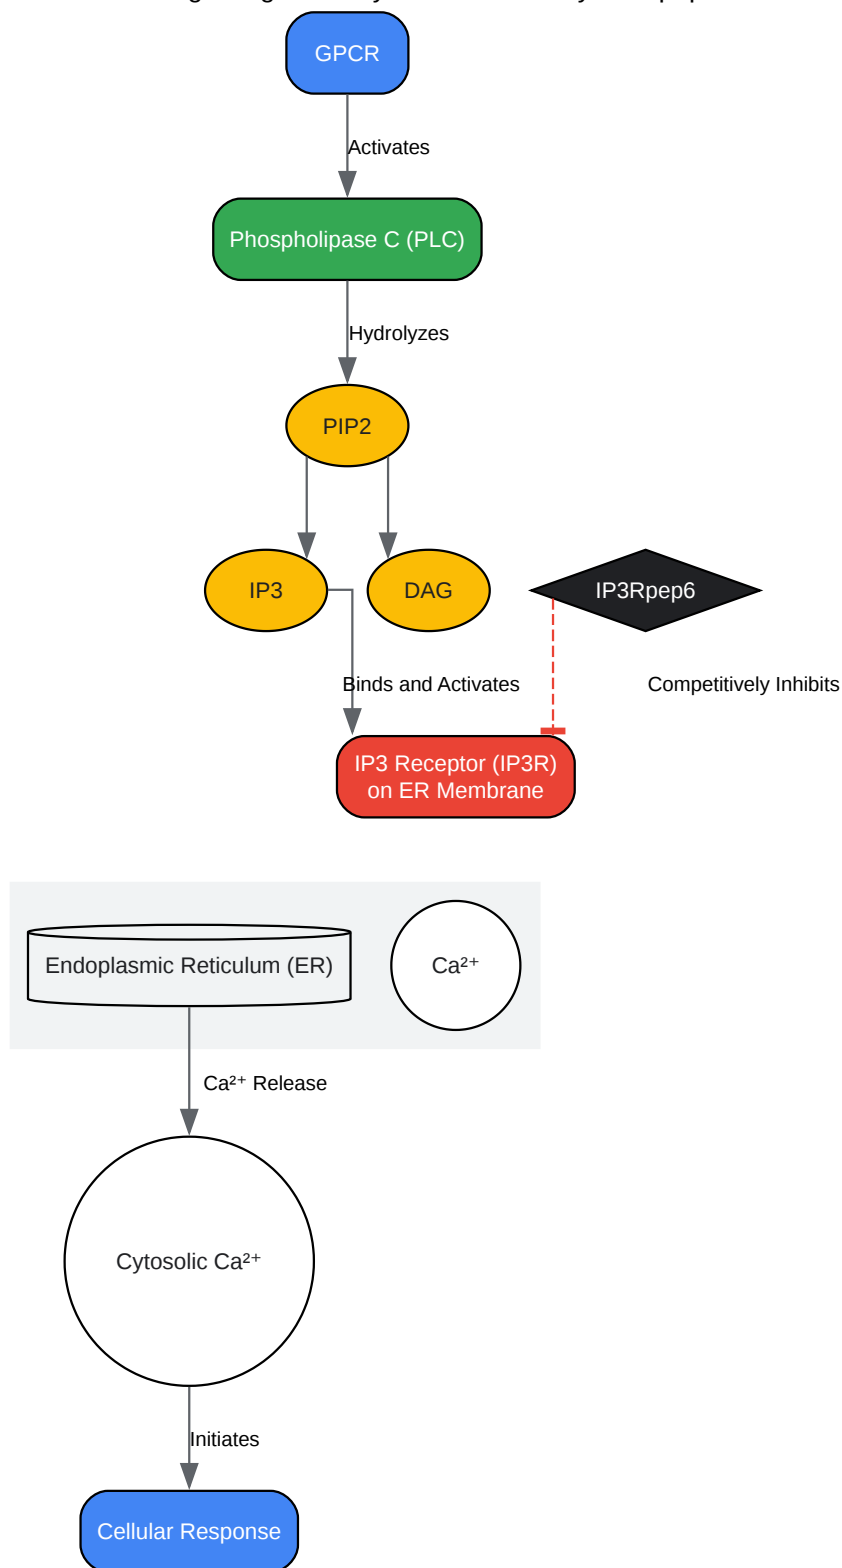 GPCR
Activates
Phospholipase C (PLC)
Hydrolyzes
PIP2
IP3
DAG
IP3Rpep6
Binds and Activates
Competitively Inhibits
IP3 Receptor (IP3R)
on ER Membrane
Endoplasmic Reticulum (ER)
Ca²⁺
Ca²⁺ Release
Cytosolic Ca²⁺
Initiates
Cellular Response